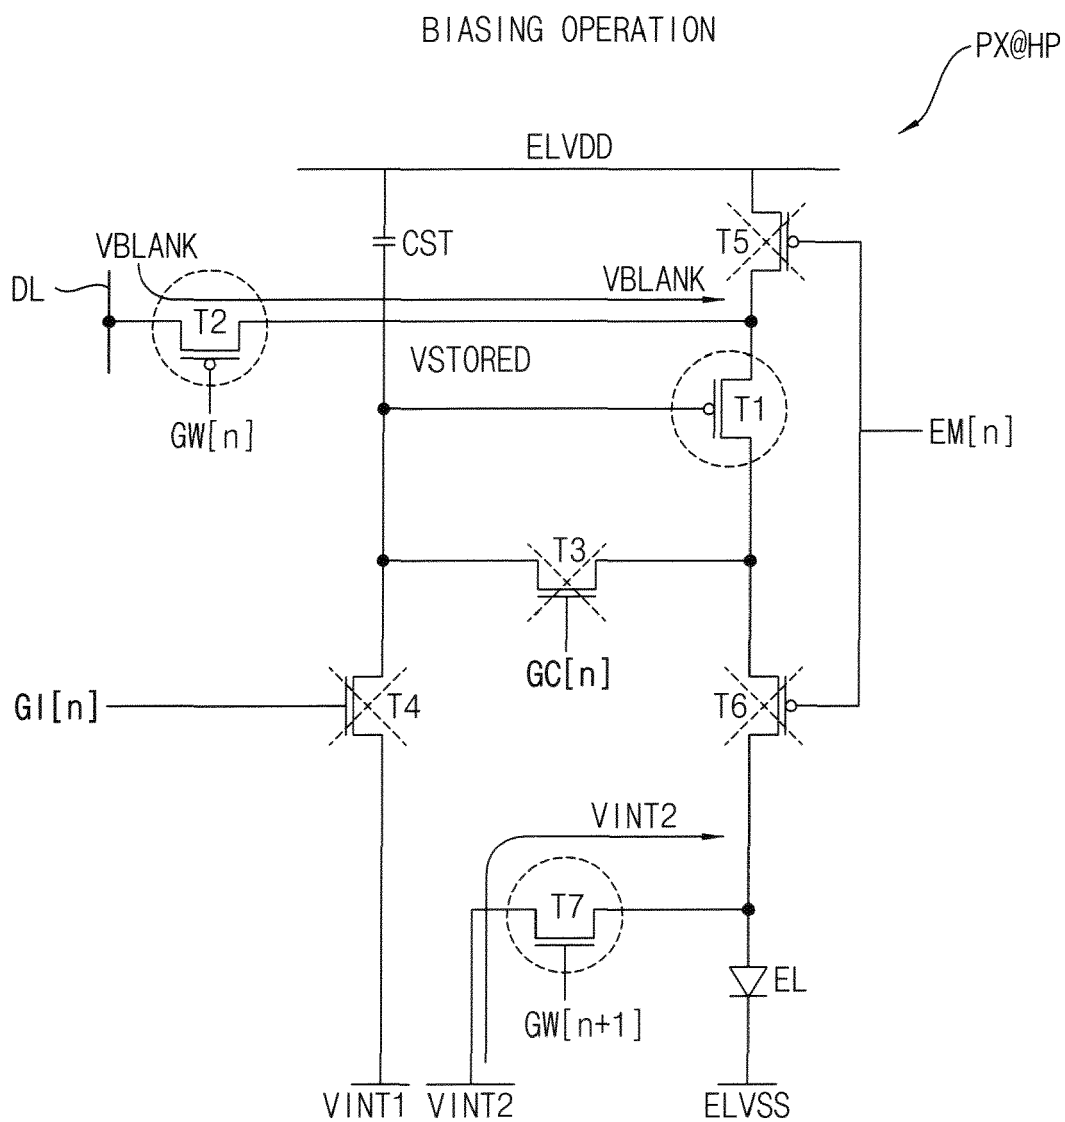 BIASING OPERATION
PX@HP
ELVDD
T5
CST
VBLANK
VBLANK
DL
T2
VSTORED
T1
GW[n]
EM[n]
T3
GC[n]
GI[n]
T4
T6
VINT2
T7
EL
GW[n+1]
VINT1
VINT2
ELVSS